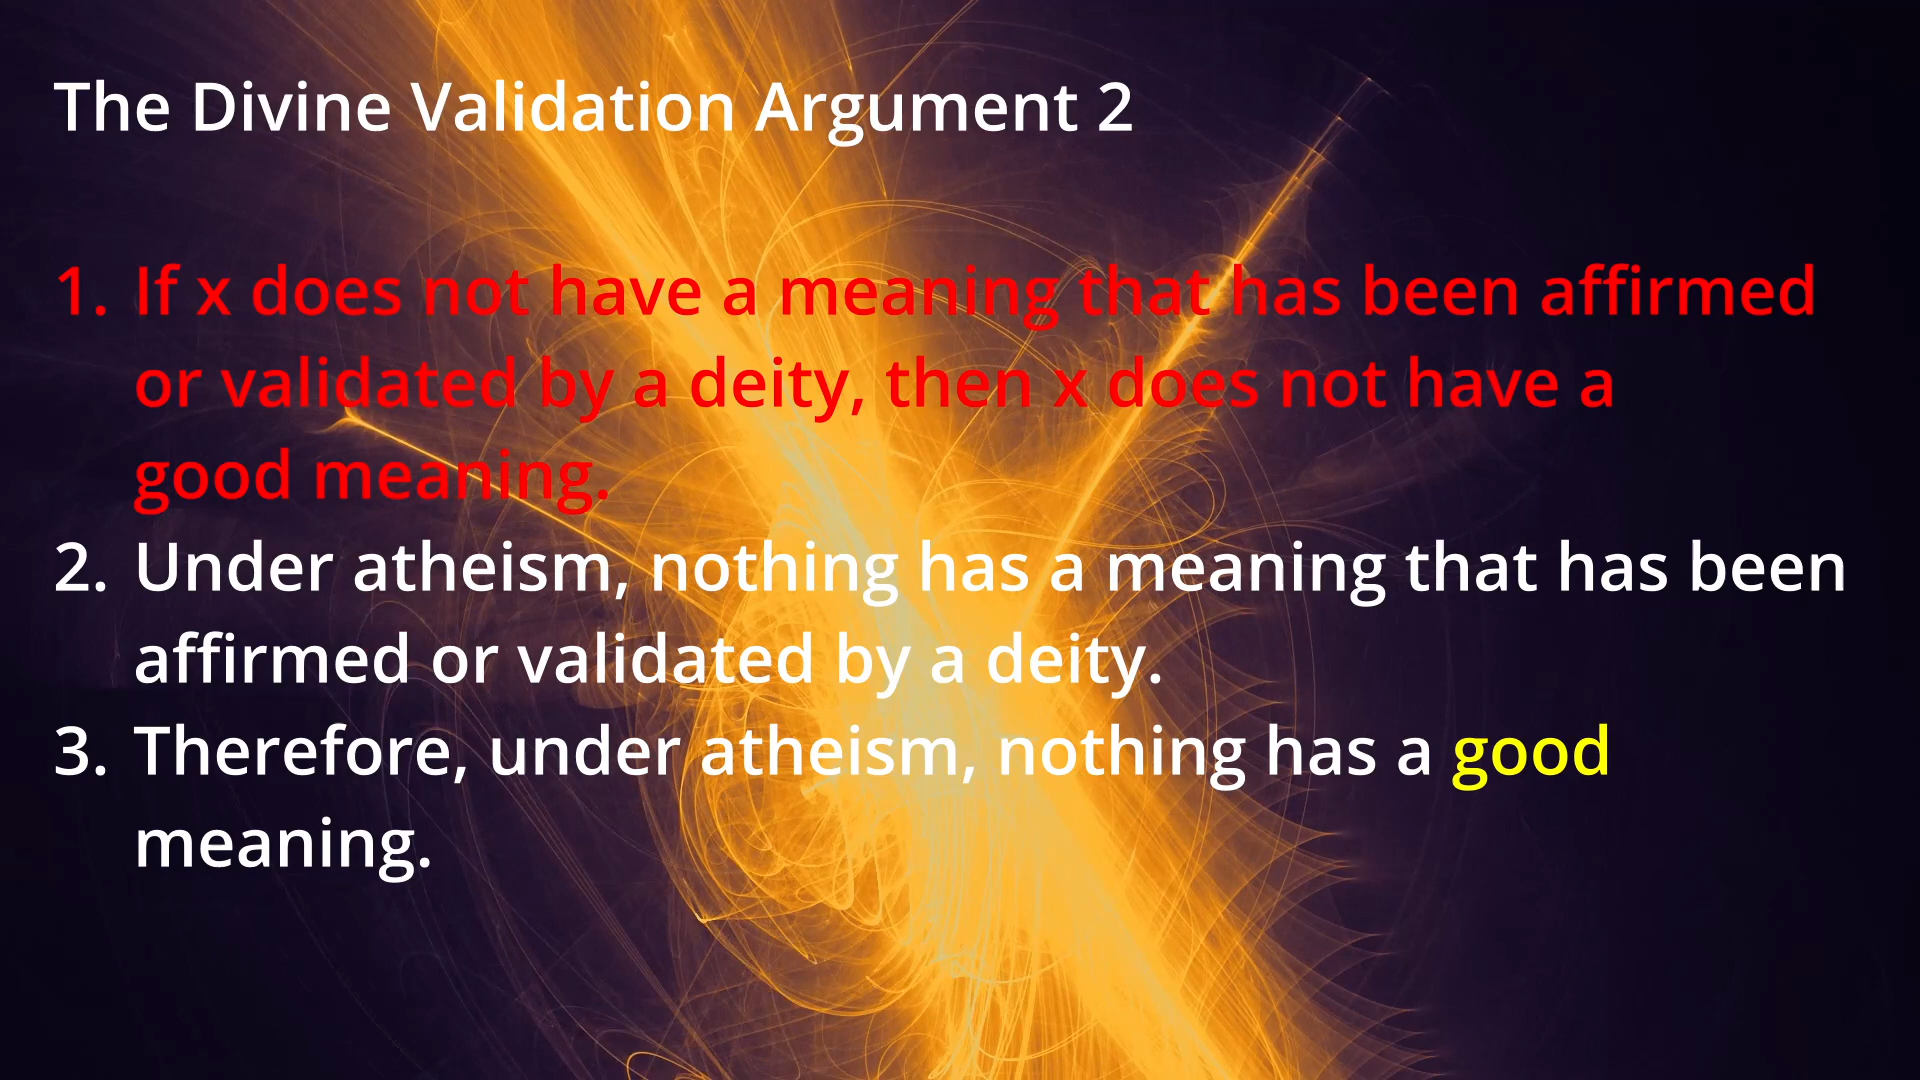 The Divine Validation Argument 2
1. If x does not have a meaning that has been affirmed
or validated by a deity, then x does not have a
good meaning.
2. Under atheism, nothing has a meaning that has been
affirmed or validated by a deity.
3. Therefore, under atheism, nothing has a good
meaning.